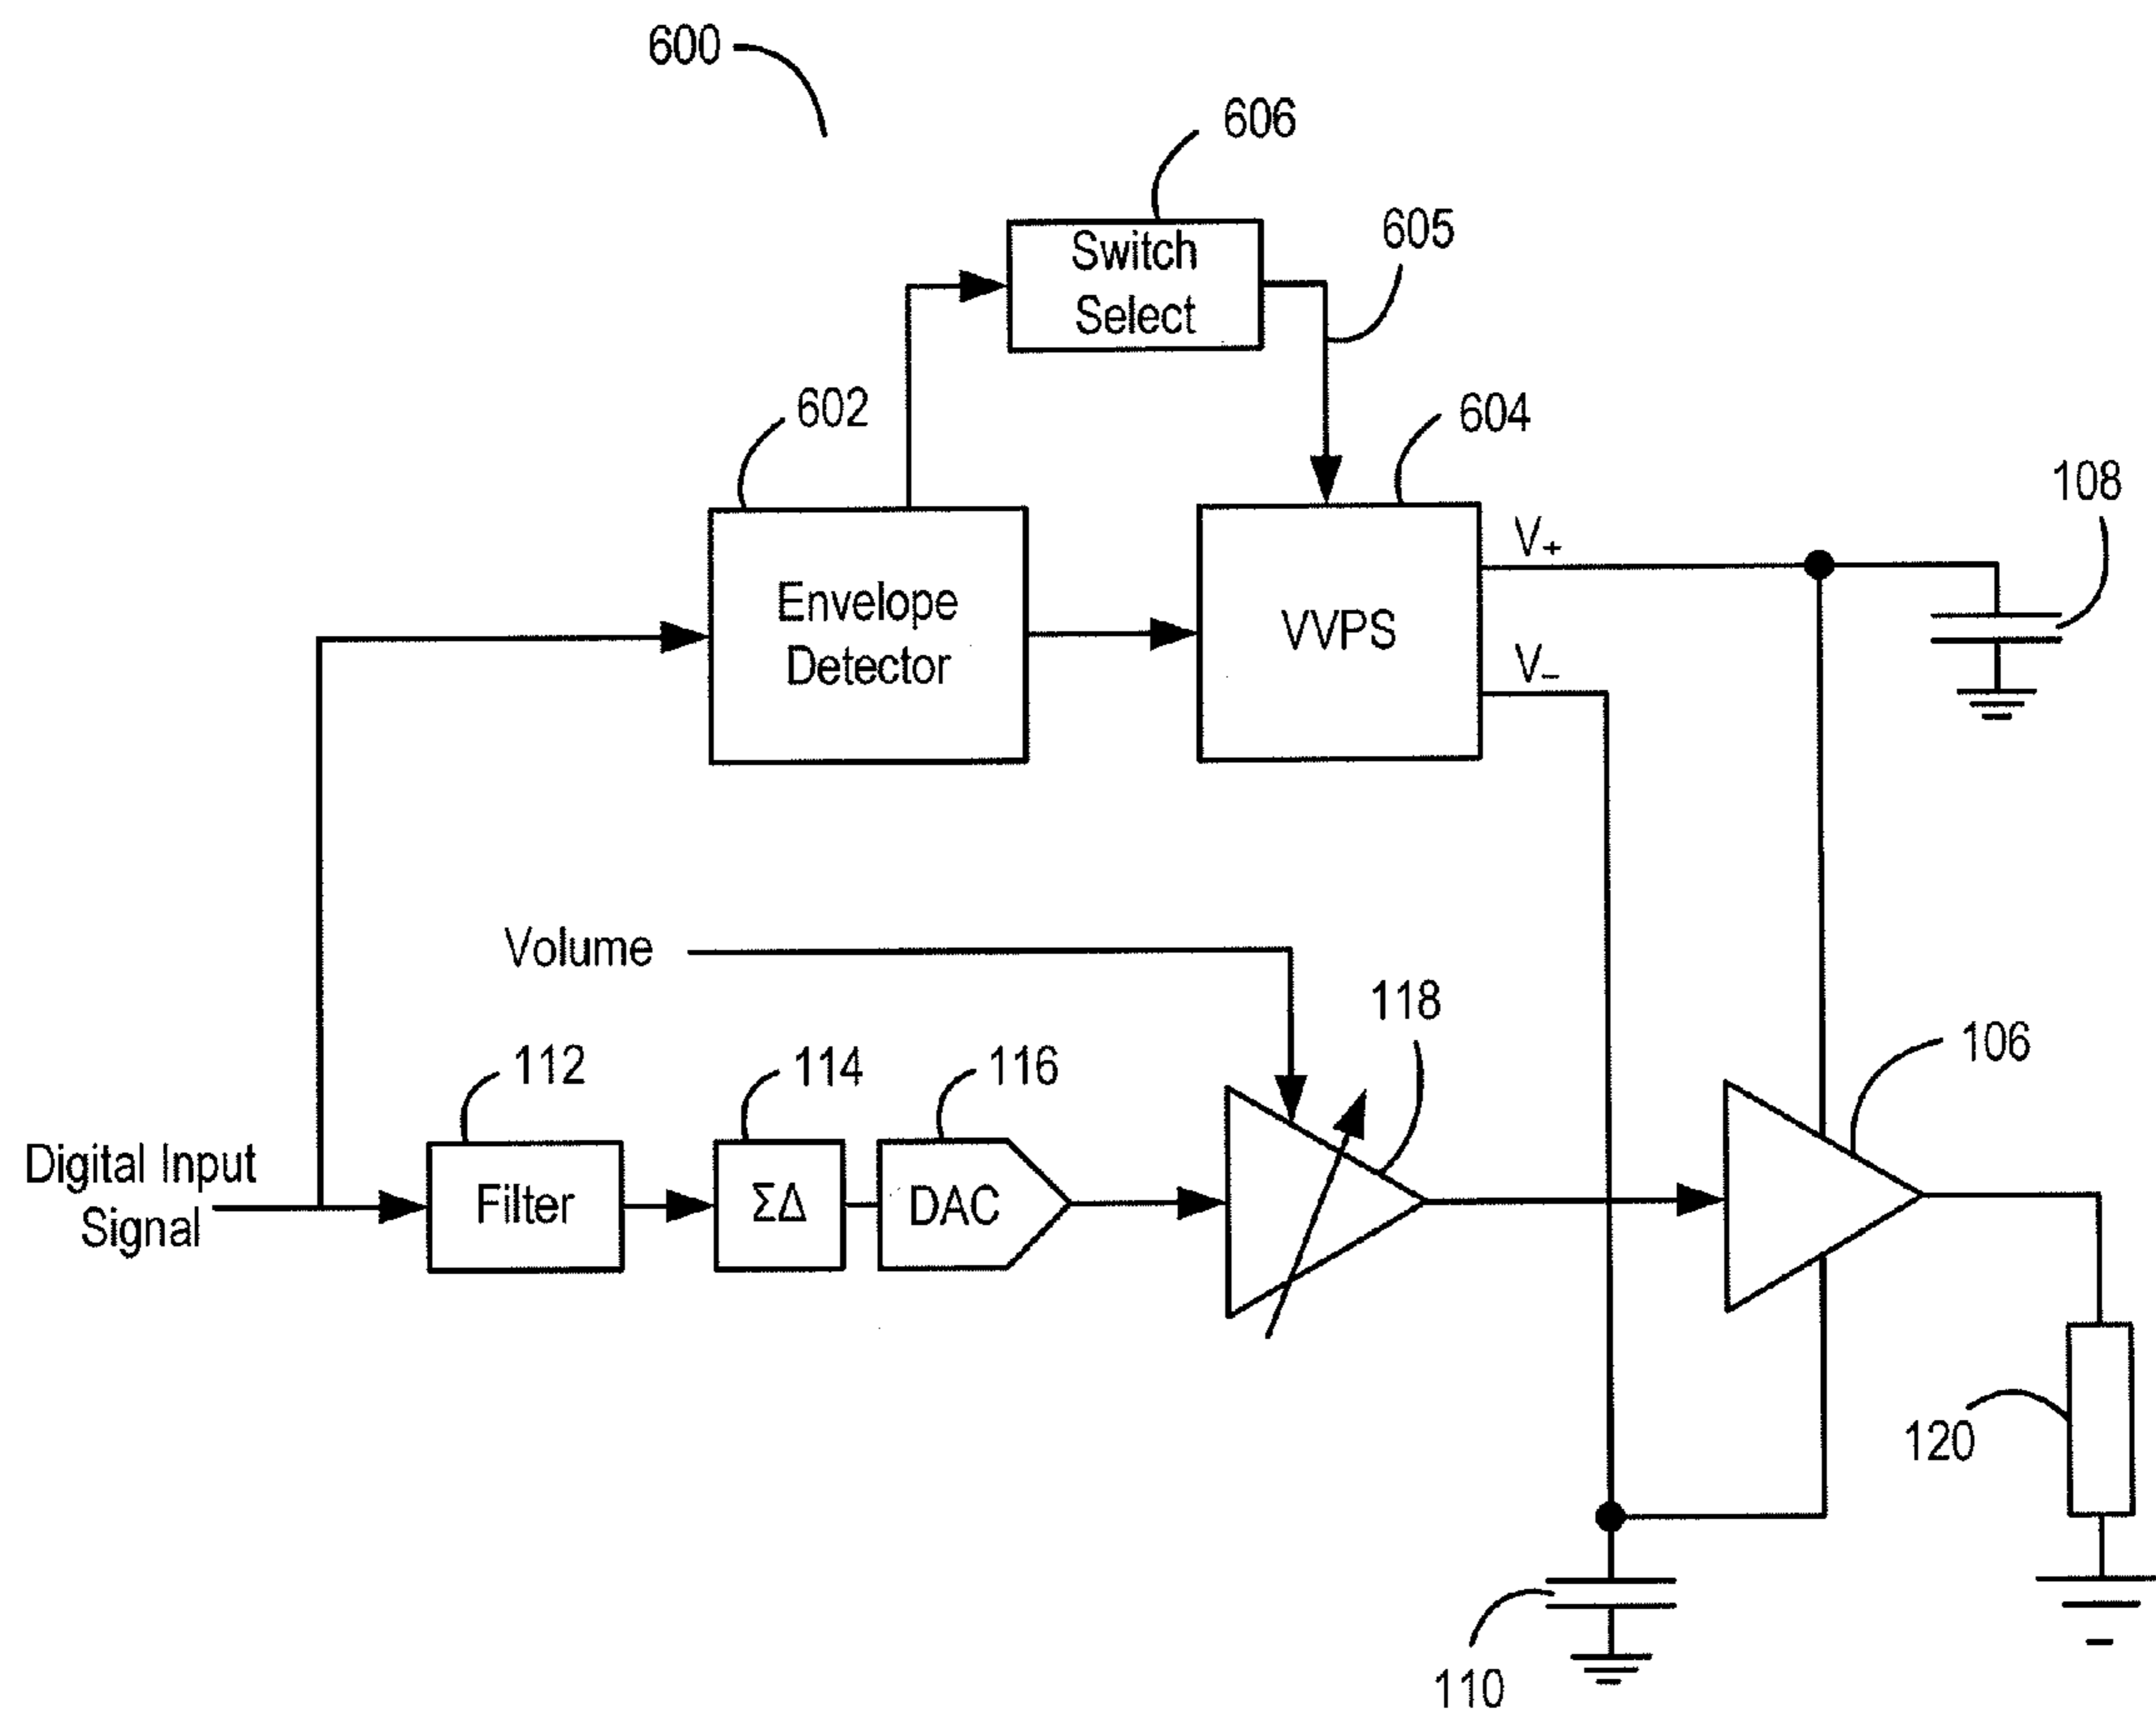 600
606
Switch
Select
605
602
604
108
Envelope
Detector
VVPS
V+
V−
Volume
118
106
112
114
116
Digital Input
Signal
Filter
ΣΔ
DAC
120
110